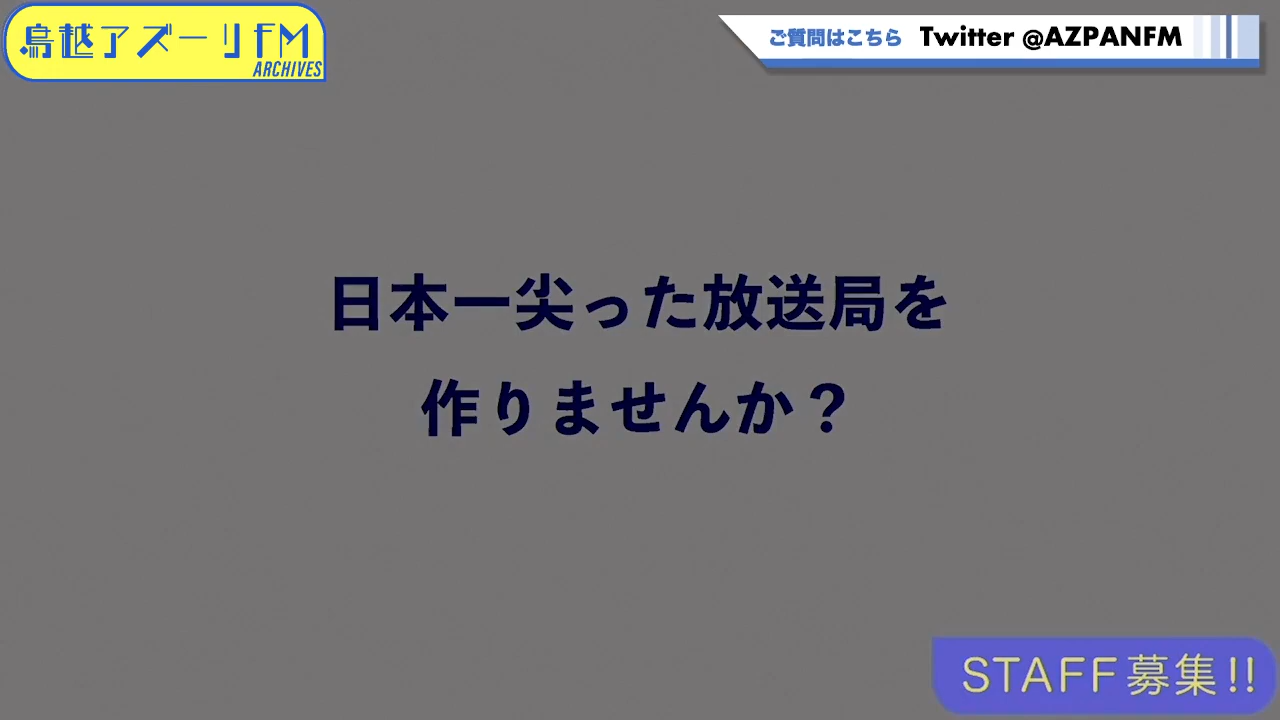 鳥越アズーリFM
ARCHIVES
ご質問はこちら Twitter @AZPANFM
日本一尖った放送局を
作りませんか？
STAFF募集!!